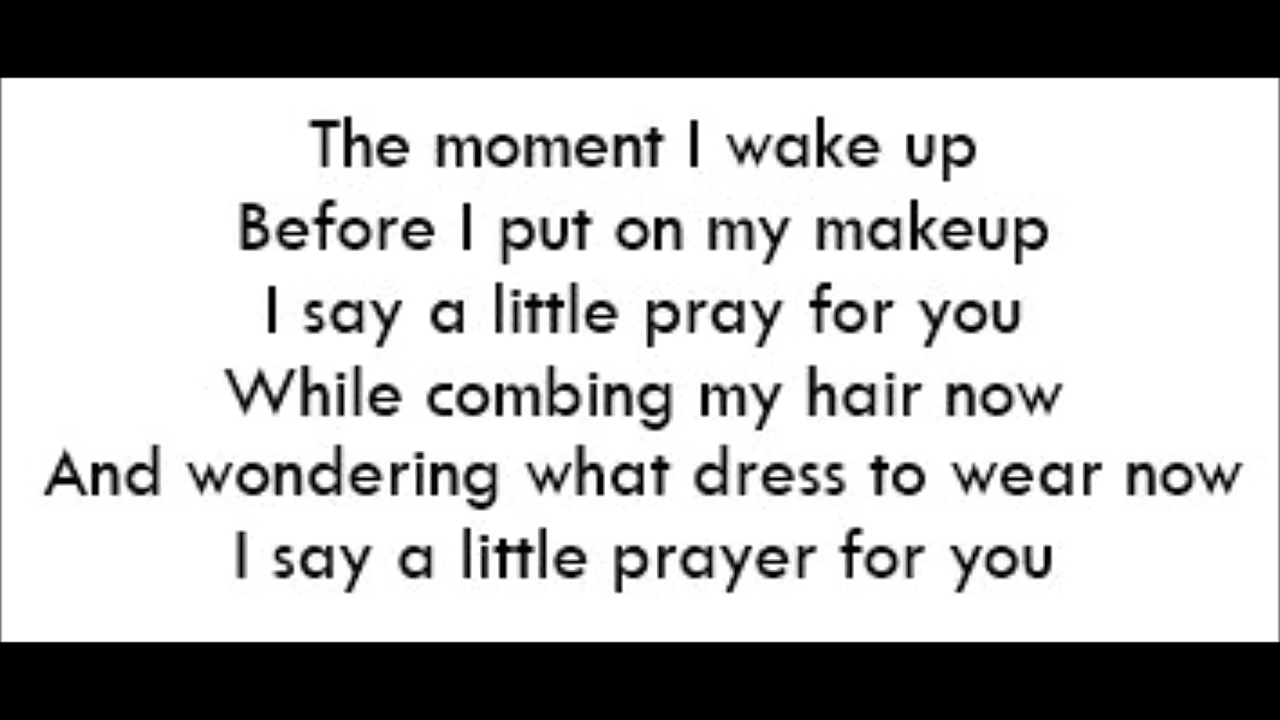 The moment I wake up
Before I put on my makeup
I say a little pray for you
While combing my hair now
And wondering what dress to wear now
I say a little prayer for you